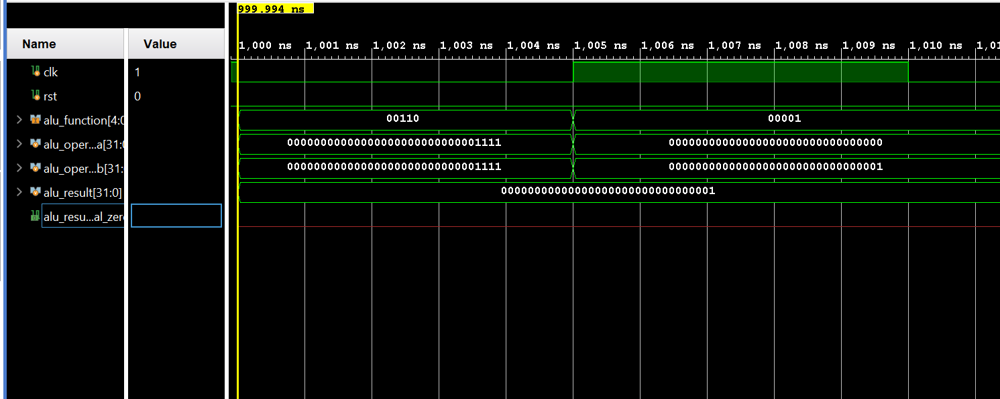 999.994 ns
Name Value
1,000 ns 1,001 ns 1,002 ns 1,003 ns 1,004 ns 1,005 ns 1,006 ns 1,007 ns 1,008 ns 1,009 ns 1,010 ns 1,01
clk 1
rst 0
alu_function[4:0 00110 00001
alu_oper...a[31:0 00000000000000000000000000001111 00000000000000000000000000000000
alu_oper...b[31: 00000000000000000000000000001111 00000000000000000000000000000001
alu_result[31:0] 00000000000000000000000000000001
alu_resu...al_zero